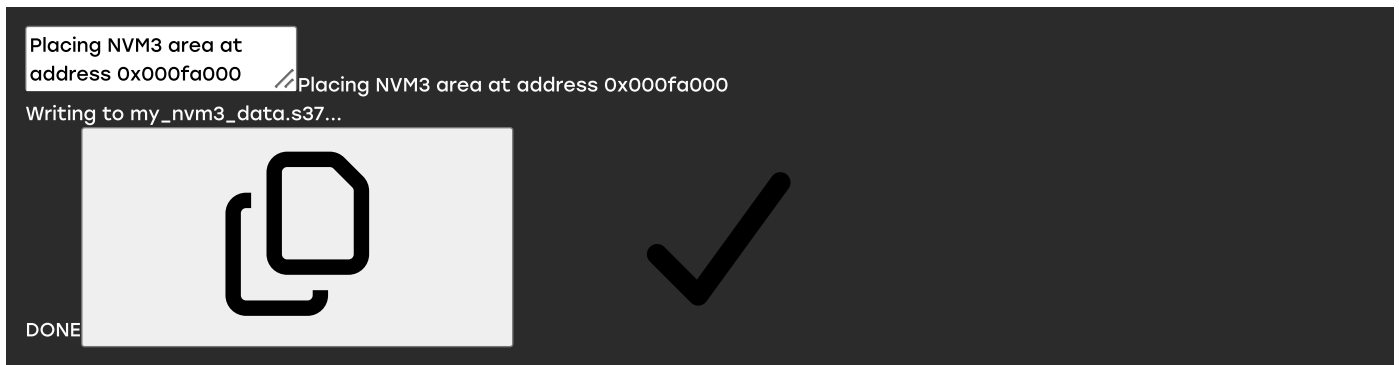 Placing NVM3 area at
address 0x000fa000
Placing NVM3 area at address 0x000fa000
Writing to my_nvm3_data.s37...
DONE